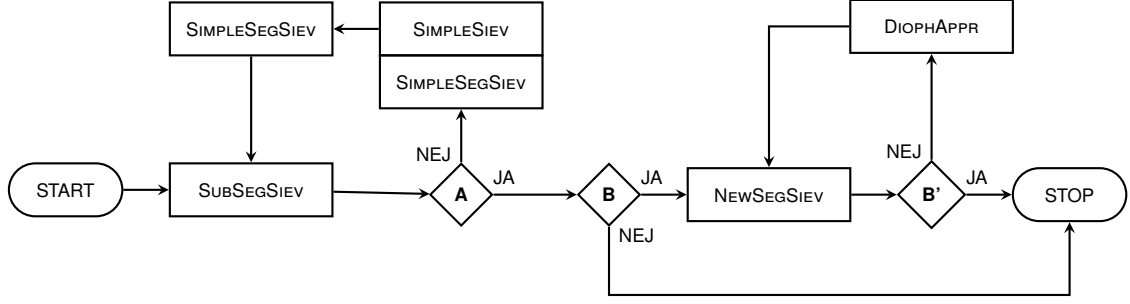 SimpleSegSiev
SimpleSiev
DiophAppr
SimpleSegSiev
NEJ
NEJ
START
SubSegSiev
A
JA
B
JA
NewSegSiev
B'
JA
STOP
NEJ